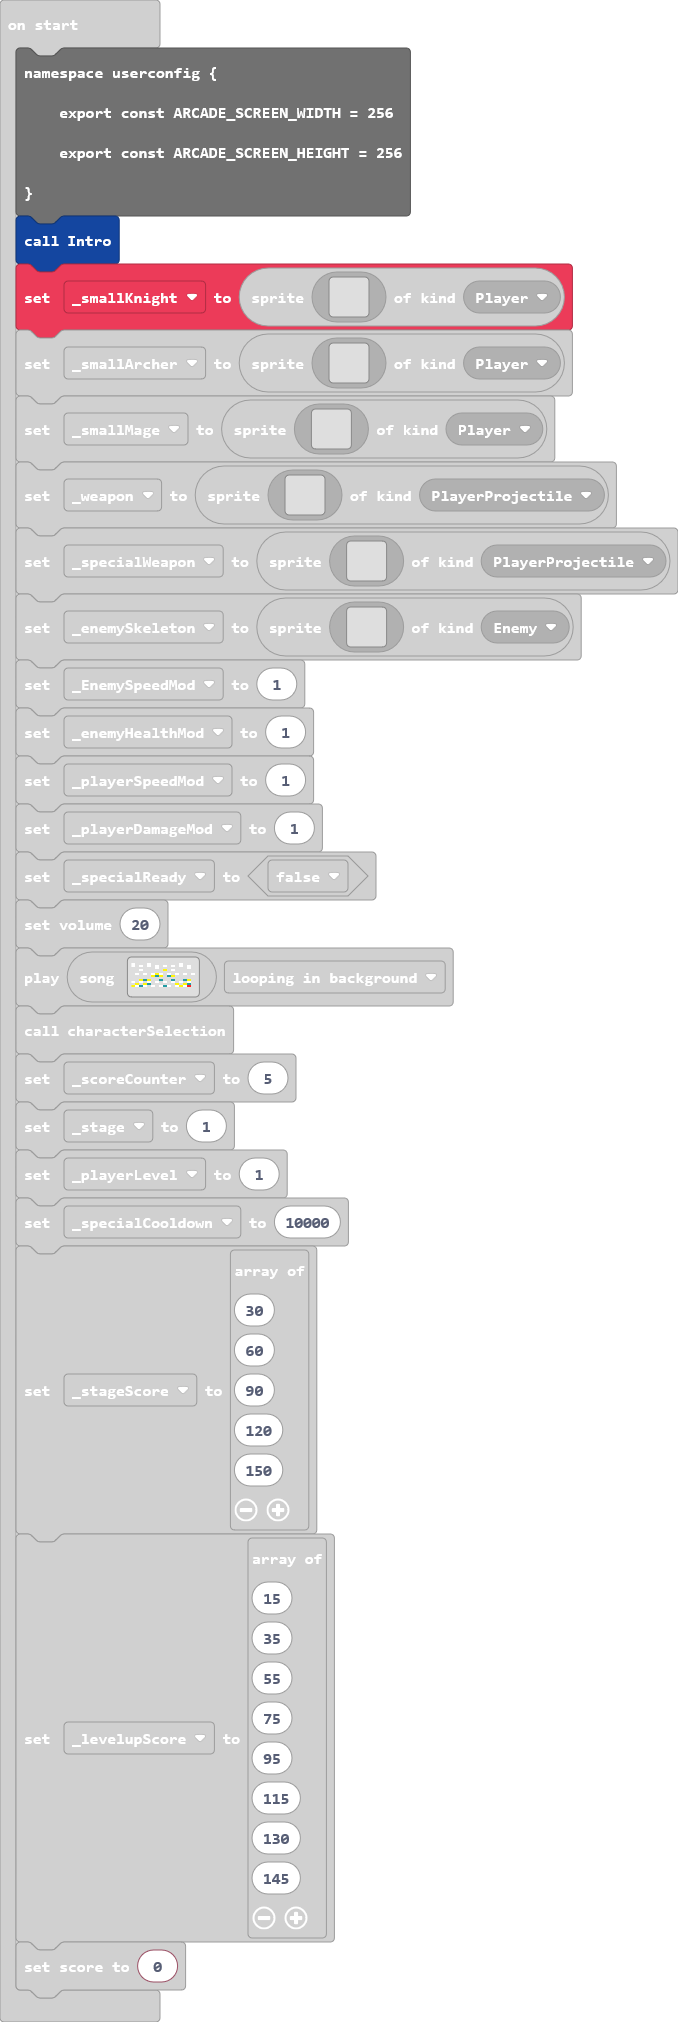 on start
namespace userconfig {
export const ARCADE_SCREEN_WIDTH = 256
export const ARCADE_SCREEN_HEIGHT = 256
}
call Intro
set _smallKnight to sprite of kind Player
set _smallArcher to sprite of kind Player
set _smallMage to sprite of kind Player
set _weapon to sprite of kind PlayerProjectile
set _specialWeapon to sprite of kind PlayerProjectile
set _enemySkeleton to sprite of kind Enemy
set _EnemySpeedMod to 1
set _enemyHealthMod to 1
set _playerSpeedMod to 1
set _playerDamageMod to 1
set _specialReady to false
set volume 20
play song looping in background
call characterSelection
set _scoreCounter to 5
set _stage to 1
set _playerLevel to 1
set _specialCooldown to 10000
array of
30
60
set _stageScore to 90
120
150
array of
15
35
55
75
set _levelupScore to 95
115
130
145
set score to 0